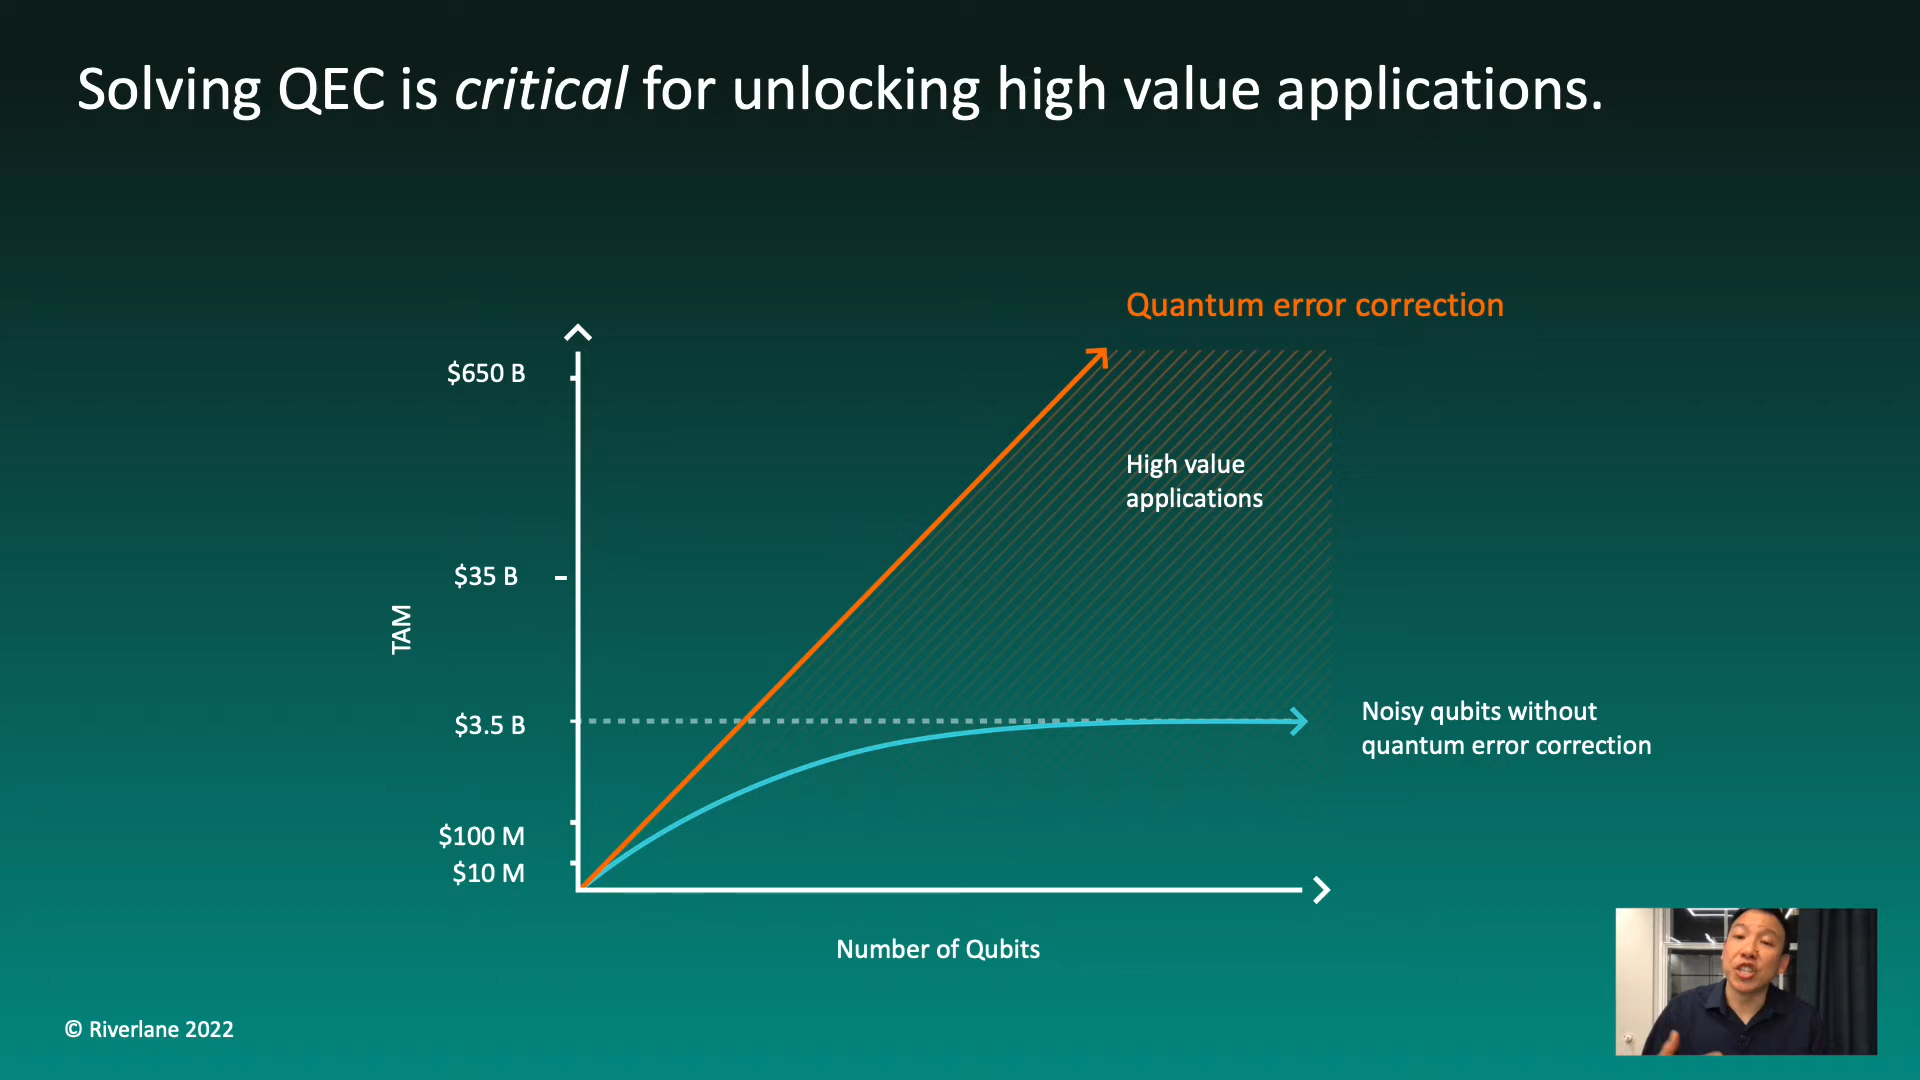 Solving QEC is critical for unlocking high value applications.
Quantum error correction
$650 B
High value
applications
$35 B
TAM
$3.5 B
Noisy qubits without
quantum error correction
$100 M
$10 M
Number of Qubits
© Riverlane 2022